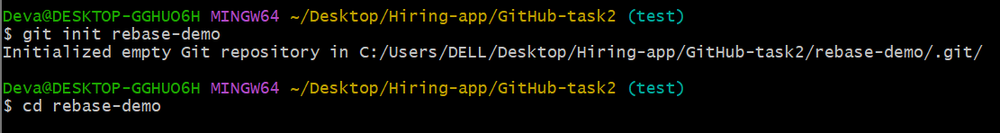 Deva@DESKTOP-GGHUO6H MINGW64 ~/Desktop/Hiring-app/GitHub-task2 (test)
$ git init rebase-demo
Initialized empty Git repository in C:/Users/DELL/Desktop/Hiring-app/GitHub-task2/rebase-demo/.git/
Deva@DESKTOP-GGHUO6H MINGW64 ~/Desktop/Hiring-app/GitHub-task2 (test)
$ cd rebase-demo